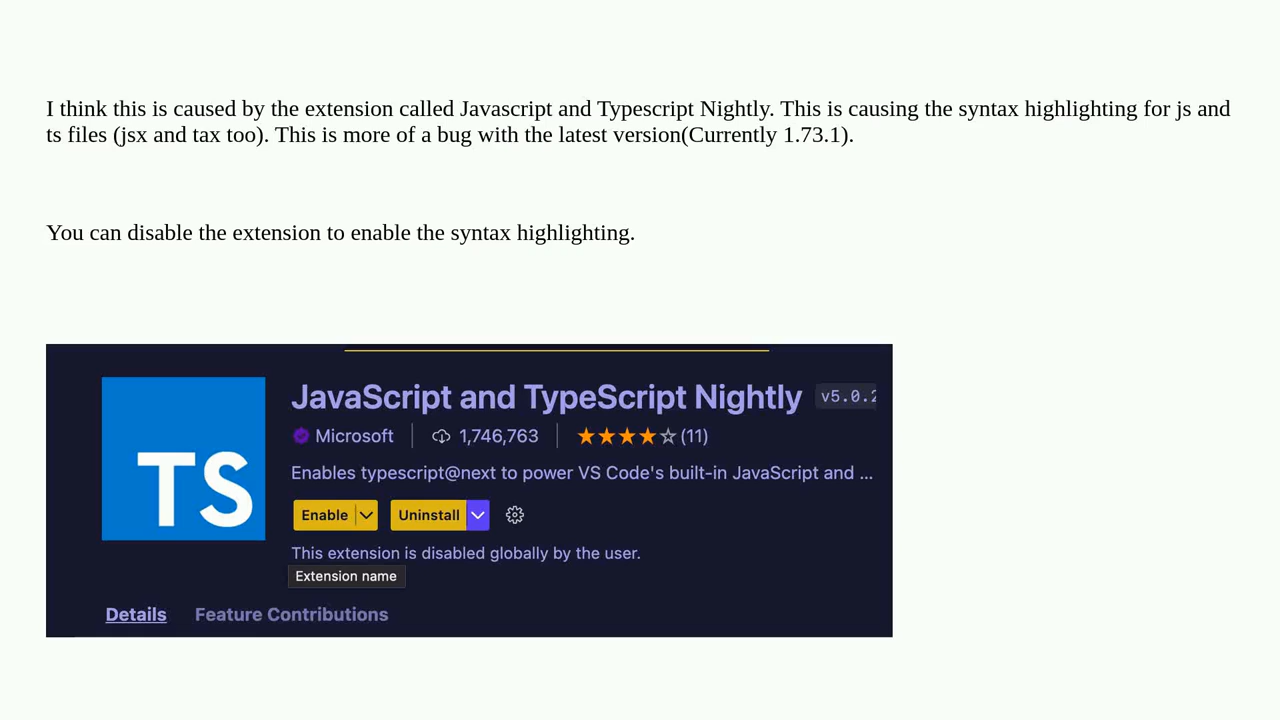 I think this is caused by the extension called Javascript and Typescript Nightly. This is causing the syntax highlighting for js and
ts files (jsx and tax too). This is more of a bug with the latest version(Currently 1.73.1).
You can disable the extension to enable the syntax highlighting.
JavaScript and TypeScript Nightly v5.0.2
Microsoft 1,746,763 (11)
Enables typescript@next to power VS Code's built-in JavaScript and ...
TS
Enable Uninstall
This extension is disabled globally by the user.
Extension name
Details Feature Contributions